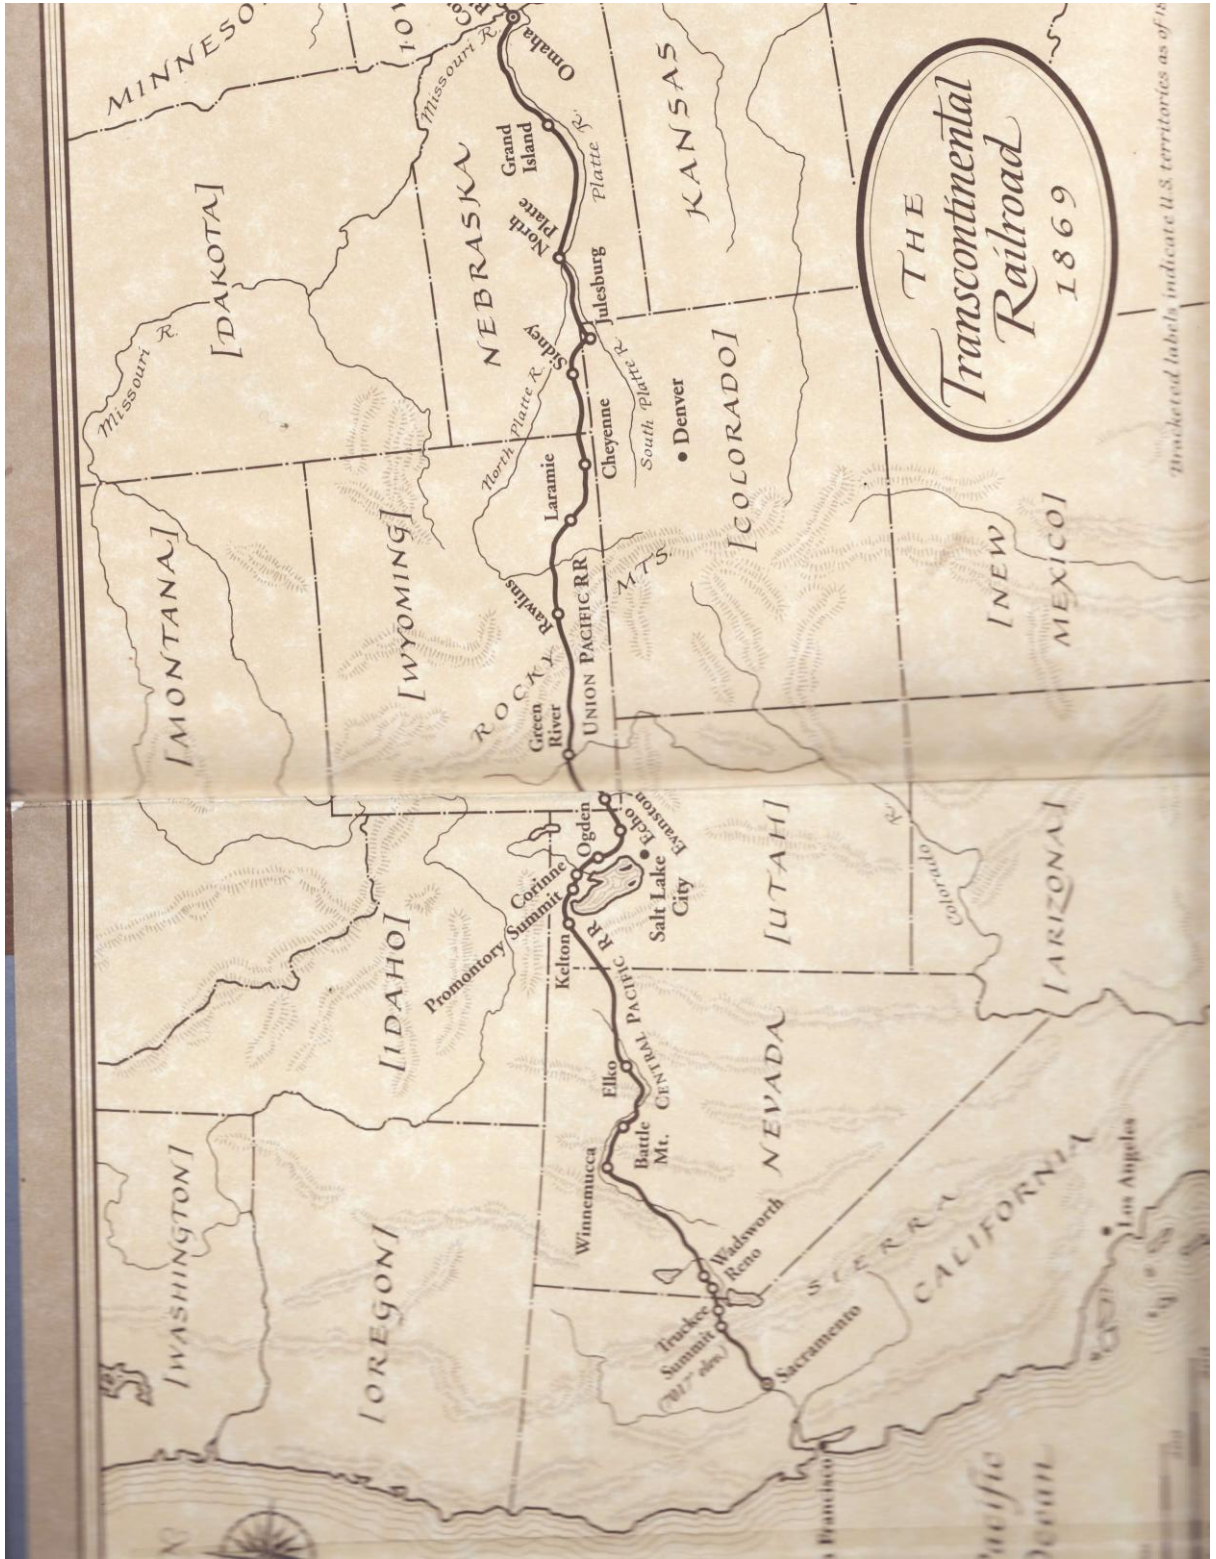 THE
Transcontinental
Railroad
1869
Bracketed labels indicate U.S. territories as of
[WASHINGTON]
[OREGON]
[IDAHO]
[MONTANA]
[DAKOTA]
MINNESO
IOW
Missouri R.
Missouri R.
[WYOMING]
NEBRASKA
KANSAS
[COLORADO]
[NEW
MEXICO]
[UTAH]
[ARIZONA]
NEVADA
CALIFORNIA
SIERRA
ROCKY
MTS.
North Platte R.
South Platte R.
Platte R.
Colorado R.
UNION PACIFIC RR
CENTRAL PACIFIC RR
Omaha
Grand
Island
North
Platte
Julesburg
Sidney
Cheyenne
Laramie
Rawlins
Green
River
Evanston
Echo
Ogden
Corinne
Promontory Summit
Kelton
Salt Lake
City
Denver
Elko
Battle
Mt.
Winnemucca
Wadsworth
Reno
Truckee
Summit
(7017' elev.)
Sacramento
Francisco
Los Angeles
Pacific
Ocean